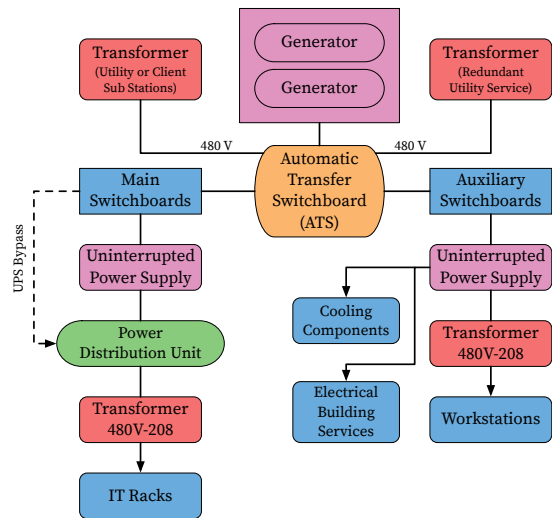 Transformer
(Utility or Client
Sub Stations)
Generator
Generator
Transformer
(Redundant
Utility Service)
480 V
480 V
Automatic
Transfer
Switchboard
(ATS)
Main
Switchboards
Auxiliary
Switchboards
UPS Bypass
Uninterrupted
Power Supply
Uninterrupted
Power Supply
Cooling
Components
Power
Distribution Unit
Transformer
480V-208
Electrical
Building
Services
Workstations
Transformer
480V-208
IT Racks